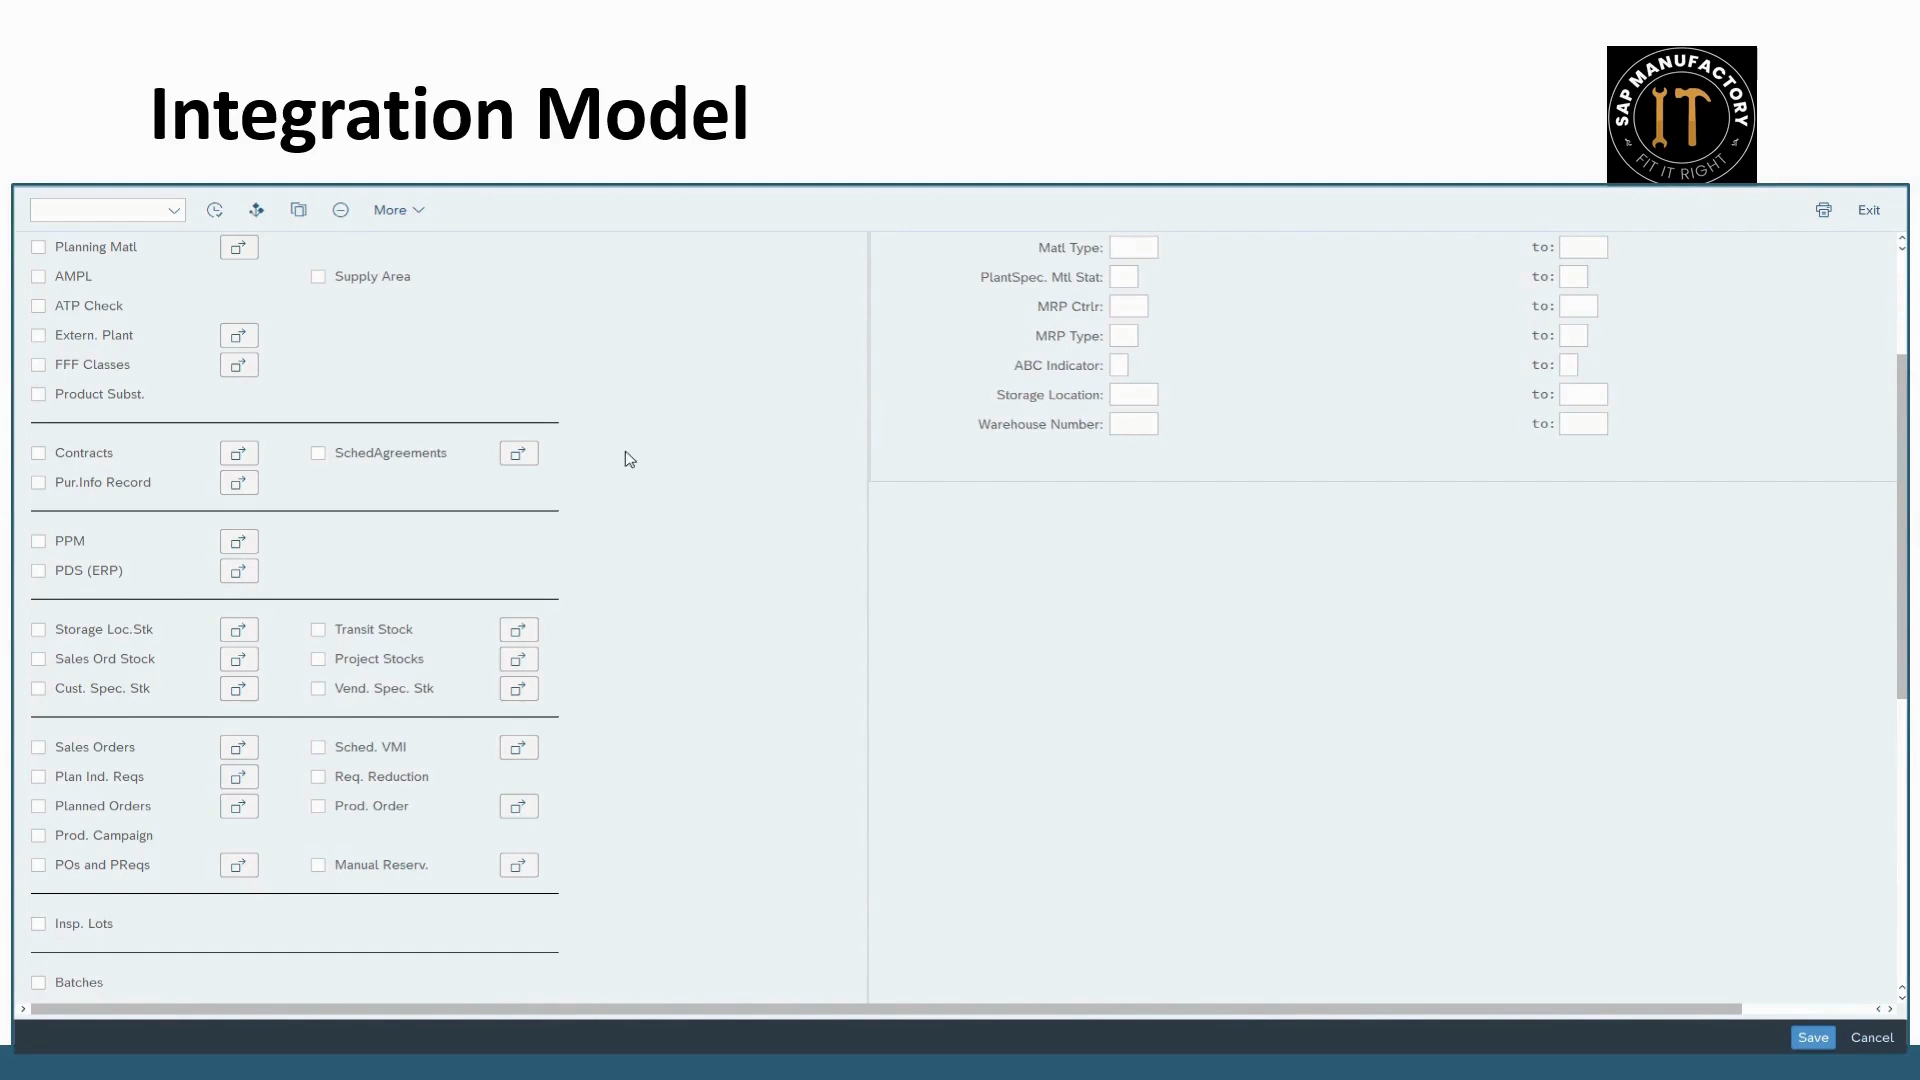 Integration Model
SAP MANUFACTORY
IT
FIT IT RIGHT
More
Exit
Planning Matl
AMPL
Supply Area
ATP Check
Extern. Plant
FFF Classes
Product Subst.
Contracts
SchedAgreements
Pur.Info Record
PPM
PDS (ERP)
Storage Loc.Stk
Transit Stock
Sales Ord Stock
Project Stocks
Cust. Spec. Stk
Vend. Spec. Stk
Sales Orders
Sched. VMI
Plan Ind. Reqs
Req. Reduction
Planned Orders
Prod. Order
Prod. Campaign
POs and PReqs
Manual Reserv.
Insp. Lots
Batches
Matl Type: to:
PlantSpec. Mtl Stat: to:
MRP Ctrlr: to:
MRP Type: to:
ABC Indicator: to:
Storage Location: to:
Warehouse Number: to:
Save
Cancel